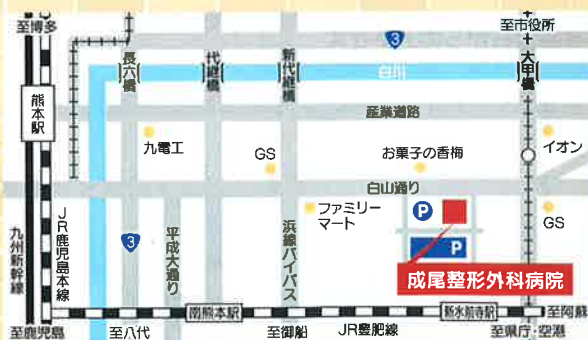 至博多
至市役所
3
長六橋
代継橋
新代継橋
白川
大甲橋
熊本駅
産業道路
九電工
GS
お菓子の香梅
イオン
白山通り
ファミリー
マート
P
GS
九州新幹線
JR鹿児島本線
3
平成大通り
浜線バイパス
P
成尾整形外科病院
南熊本駅
新水前寺駅
至阿蘇
至鹿児島
至八代
至御船
JR豊肥線
至県庁・空港